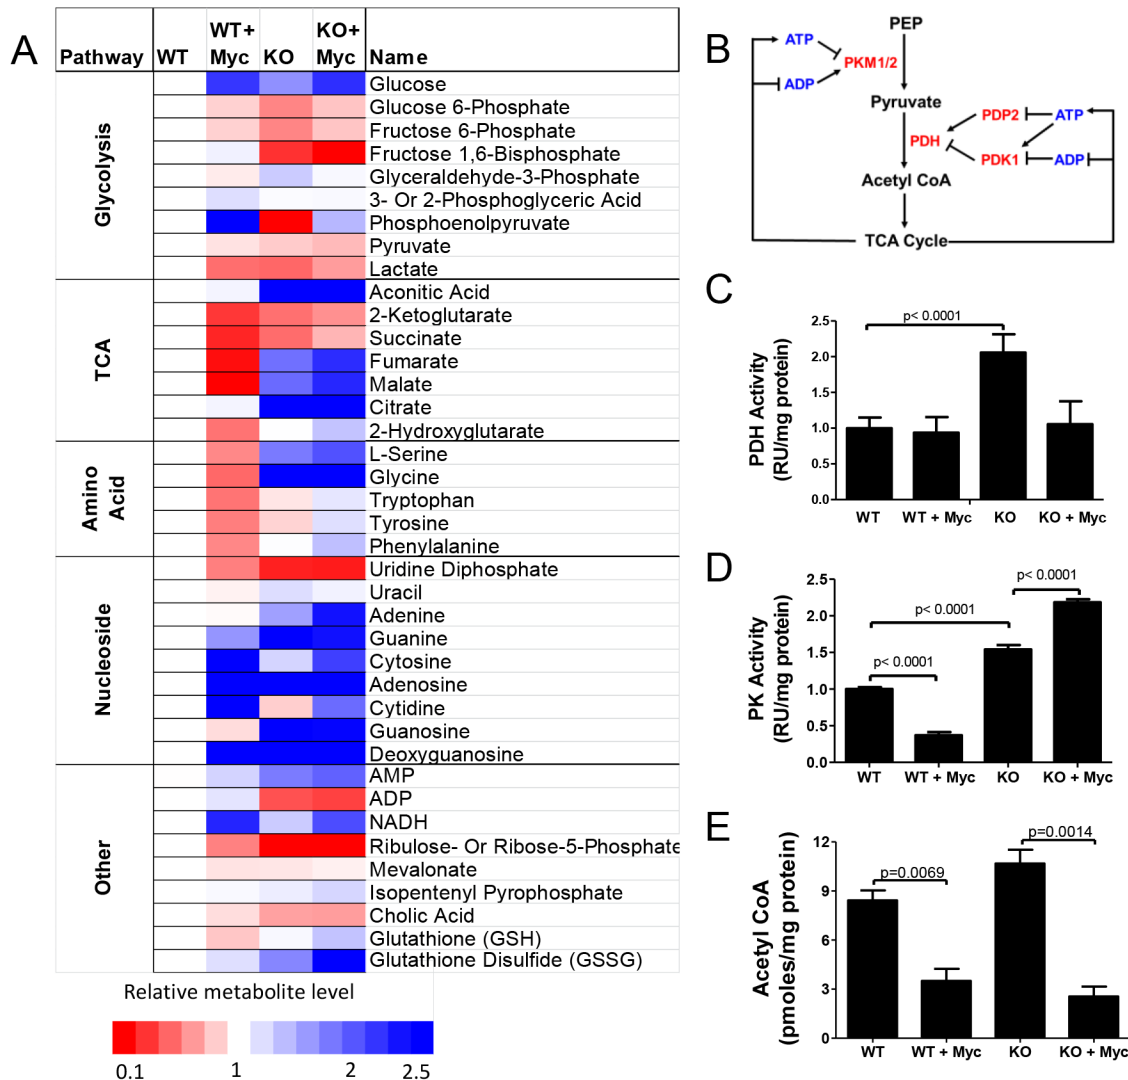 A
Pathway
WT
WT+
Myc
KO
KO+
Myc
Name
Glycolysis
Glucose
Glucose 6-Phosphate
Fructose 6-Phosphate
Fructose 1,6-Bisphosphate
Glyceraldehyde-3-Phosphate
3- Or 2-Phosphoglyceric Acid
Phosphoenolpyruvate
Pyruvate
Lactate
TCA
Aconitic Acid
2-Ketoglutarate
Succinate
Fumarate
Malate
Citrate
2-Hydroxyglutarate
Amino
Acid
L-Serine
Glycine
Tryptophan
Tyrosine
Phenylalanine
Nucleoside
Uridine Diphosphate
Uracil
Adenine
Guanine
Cytosine
Adenosine
Cytidine
Guanosine
Deoxyguanosine
Other
AMP
ADP
NADH
Ribulose- Or Ribose-5-Phosphate
Mevalonate
Isopentenyl Pyrophosphate
Cholic Acid
Glutathione (GSH)
Glutathione Disulfide (GSSG)
Relative metabolite level
0.1
1
2
2.5
B
PEP
ATP
PKM1/2
ADP
Pyruvate
PDP2
ATP
PDH
PDK1
ADP
Acetyl CoA
TCA Cycle
C
PDH Activity
(RU/mg protein)
2.5
2.0
1.5
1.0
0.5
0.0
p< 0.0001
WT
WT + Myc
KO
KO + Myc
D
PK Activity
(RU/mg protein)
2.5
2.0
1.5
1.0
0.5
0.0
p< 0.0001
p< 0.0001
p< 0.0001
WT
WT + Myc
KO
KO + Myc
E
Acetyl CoA
(pmoles/mg protein)
12
9
6
3
0
p=0.0069
p=0.0014
WT
WT + Myc
KO
KO + Myc